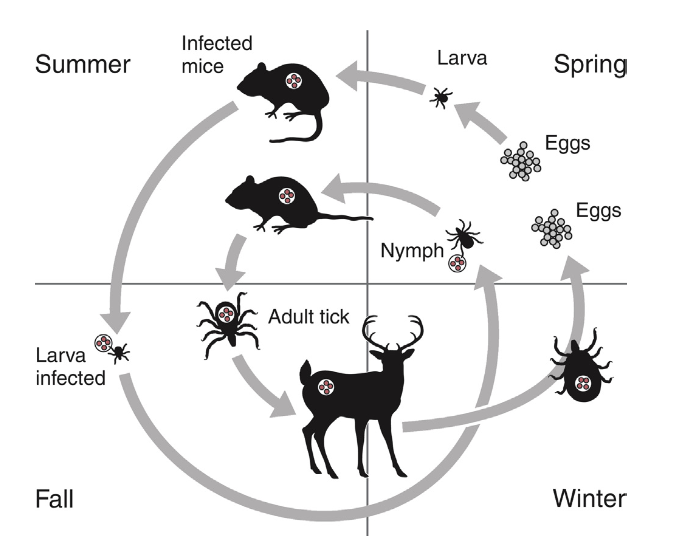 Summer
Infected
mice
Larva
Spring
Eggs
Eggs
Nymph
Adult tick
Larva
infected
Fall
Winter